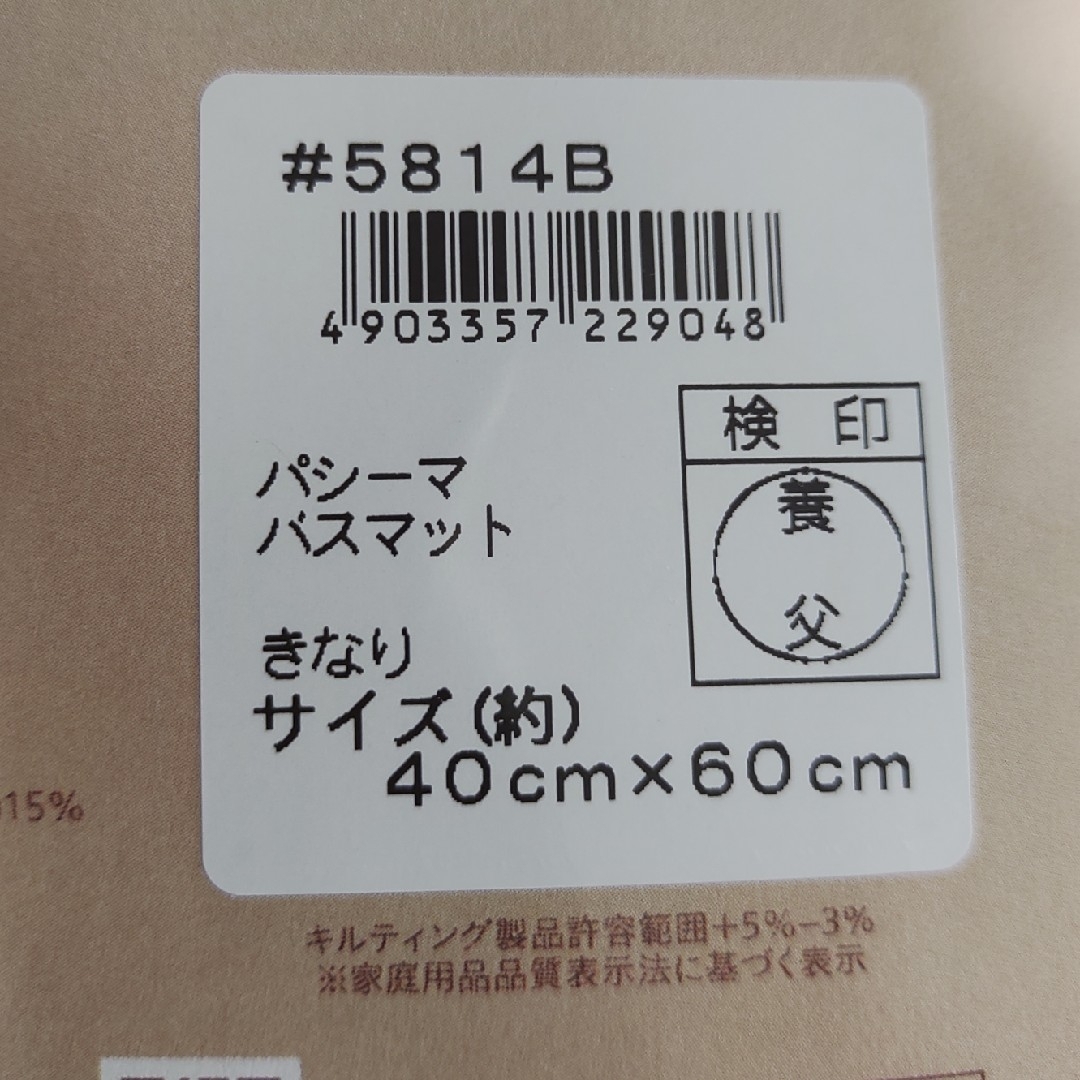 #5814B
4903357229048
検 印
養
父
パシーマ
バスマット
きなり
サイズ(約)
40cm×60cm
15%
キルティング製品許容範囲+5%-3%
※家庭用品品質表示法に基づく表示